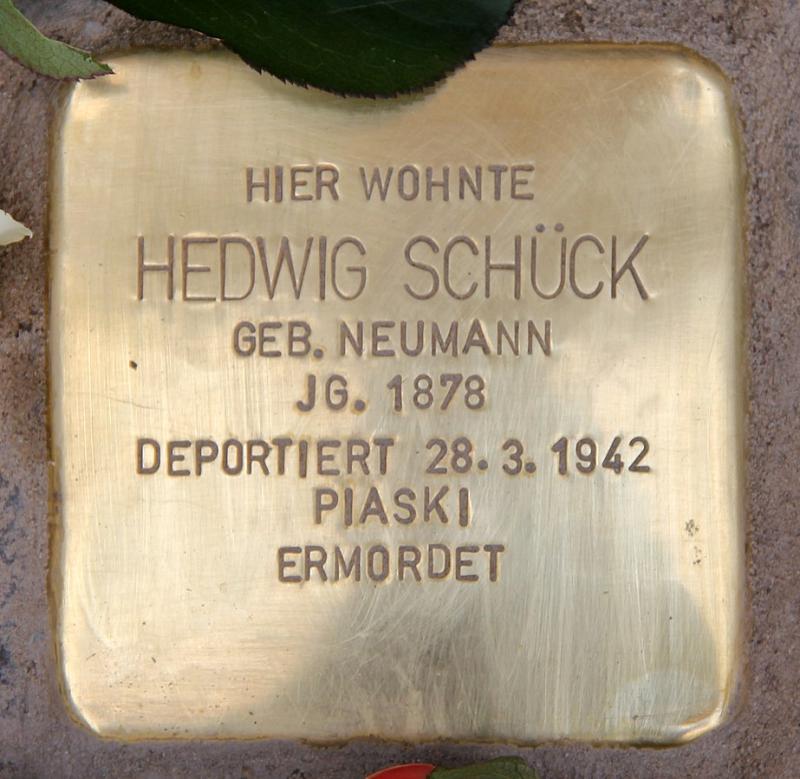 HIER WOHNTE
HEDWIG SCHÜCK
GEB. NEUMANN
JG. 1878
DEPORTIERT 28. 3. 1942
PIASKI
ERMORDET